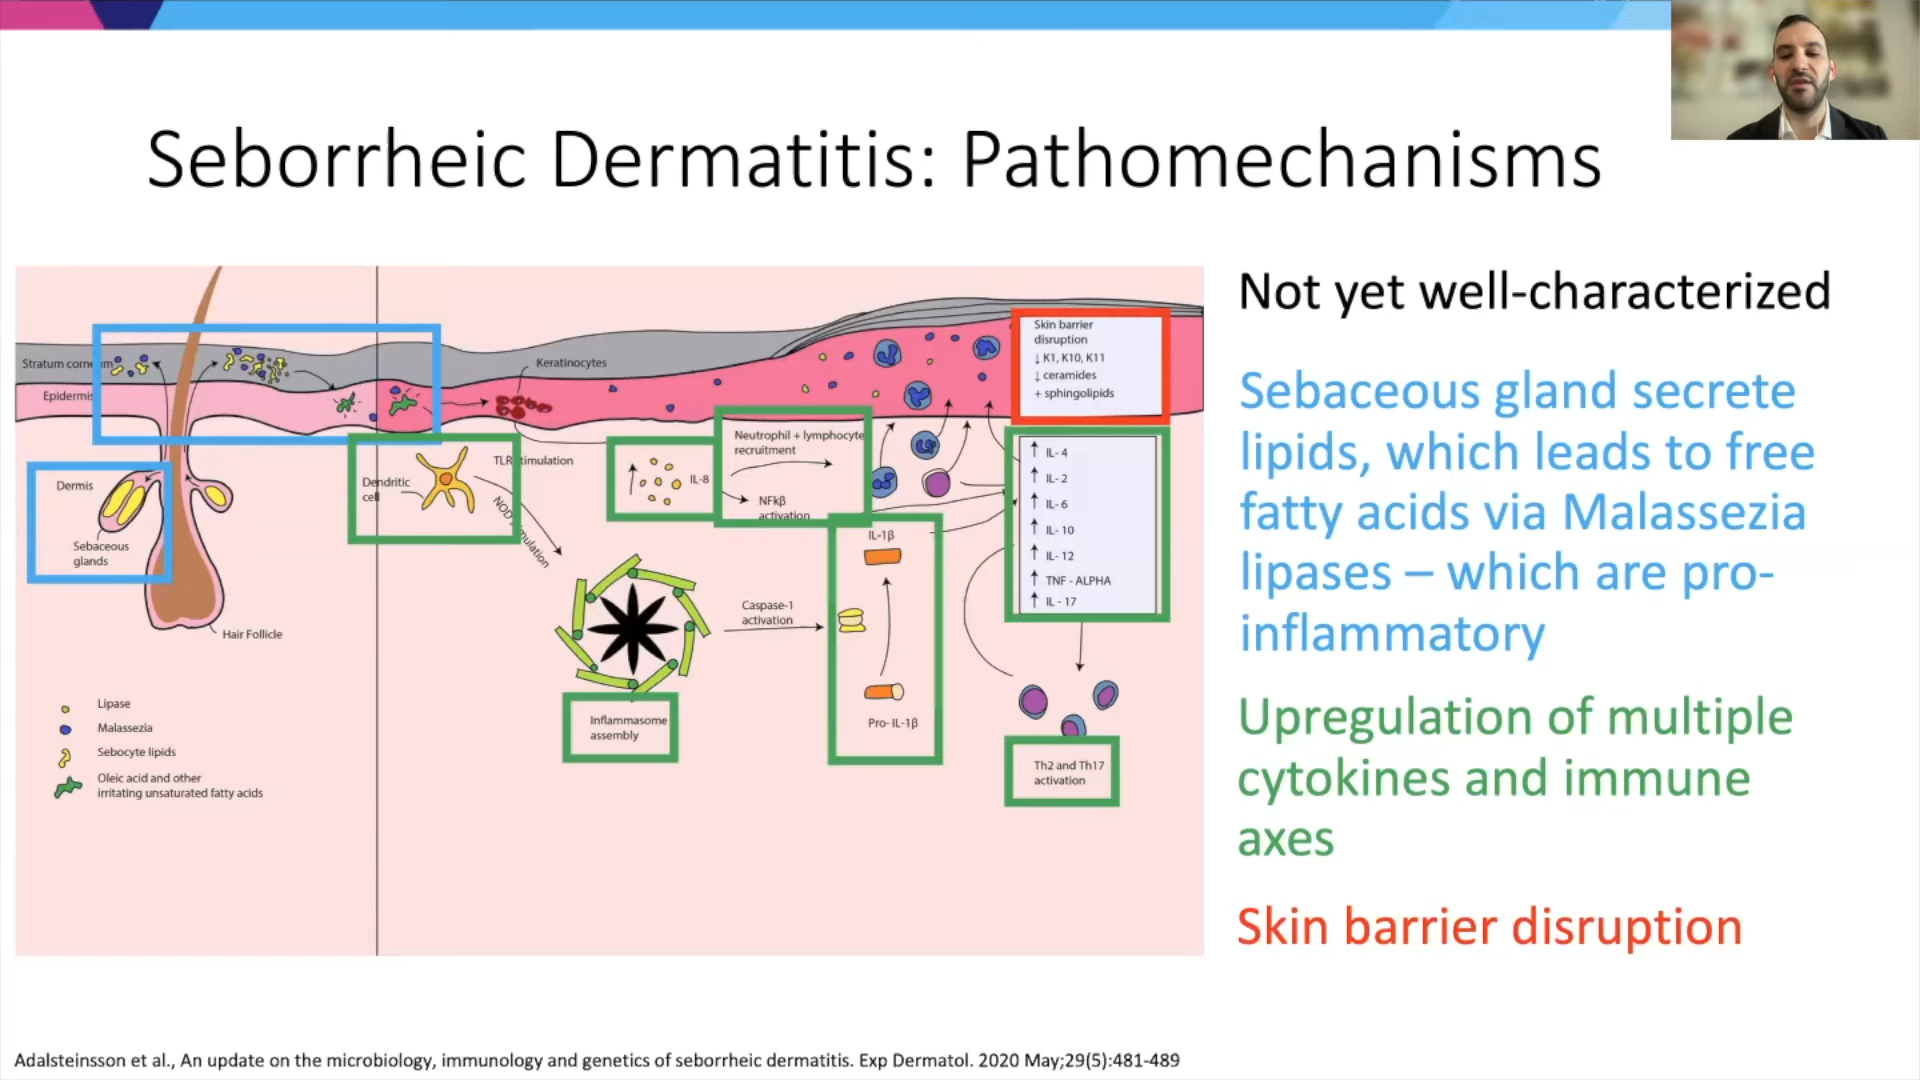 Seborrheic Dermatitis: Pathomechanisms
Stratum corneum
Epidermis
Dermis
Sebaceous
glands
Hair Follicle
Lipase
Malassezia
Sebocyte lipids
Oleic acid and other
irritating unsaturated fatty acids
Keratinocytes
Dendritic
cell
TLR stimulation
NOD stimulation
IL-8
Neutrophil + lymphocyte
recruitment
NFkβ
activation
Inflammasome
assembly
Caspase-1
activation
IL-1β
Pro- IL-1β
Skin barrier
disruption
↓ K1, K10, K11
↓ ceramides
+ sphingolipids
↑ IL- 4
↑ IL- 2
↑ IL- 6
↑ IL- 10
↑ IL- 12
↑ TNF - ALPHA
↑ IL - 17
Th2 and Th17
activation
Not yet well-characterized
Sebaceous gland secrete
lipids, which leads to free
fatty acids via Malassezia
lipases – which are pro-
inflammatory
Upregulation of multiple
cytokines and immune
axes
Skin barrier disruption
Adalsteinsson et al., An update on the microbiology, immunology and genetics of seborrheic dermatitis. Exp Dermatol. 2020 May;29(5):481-489